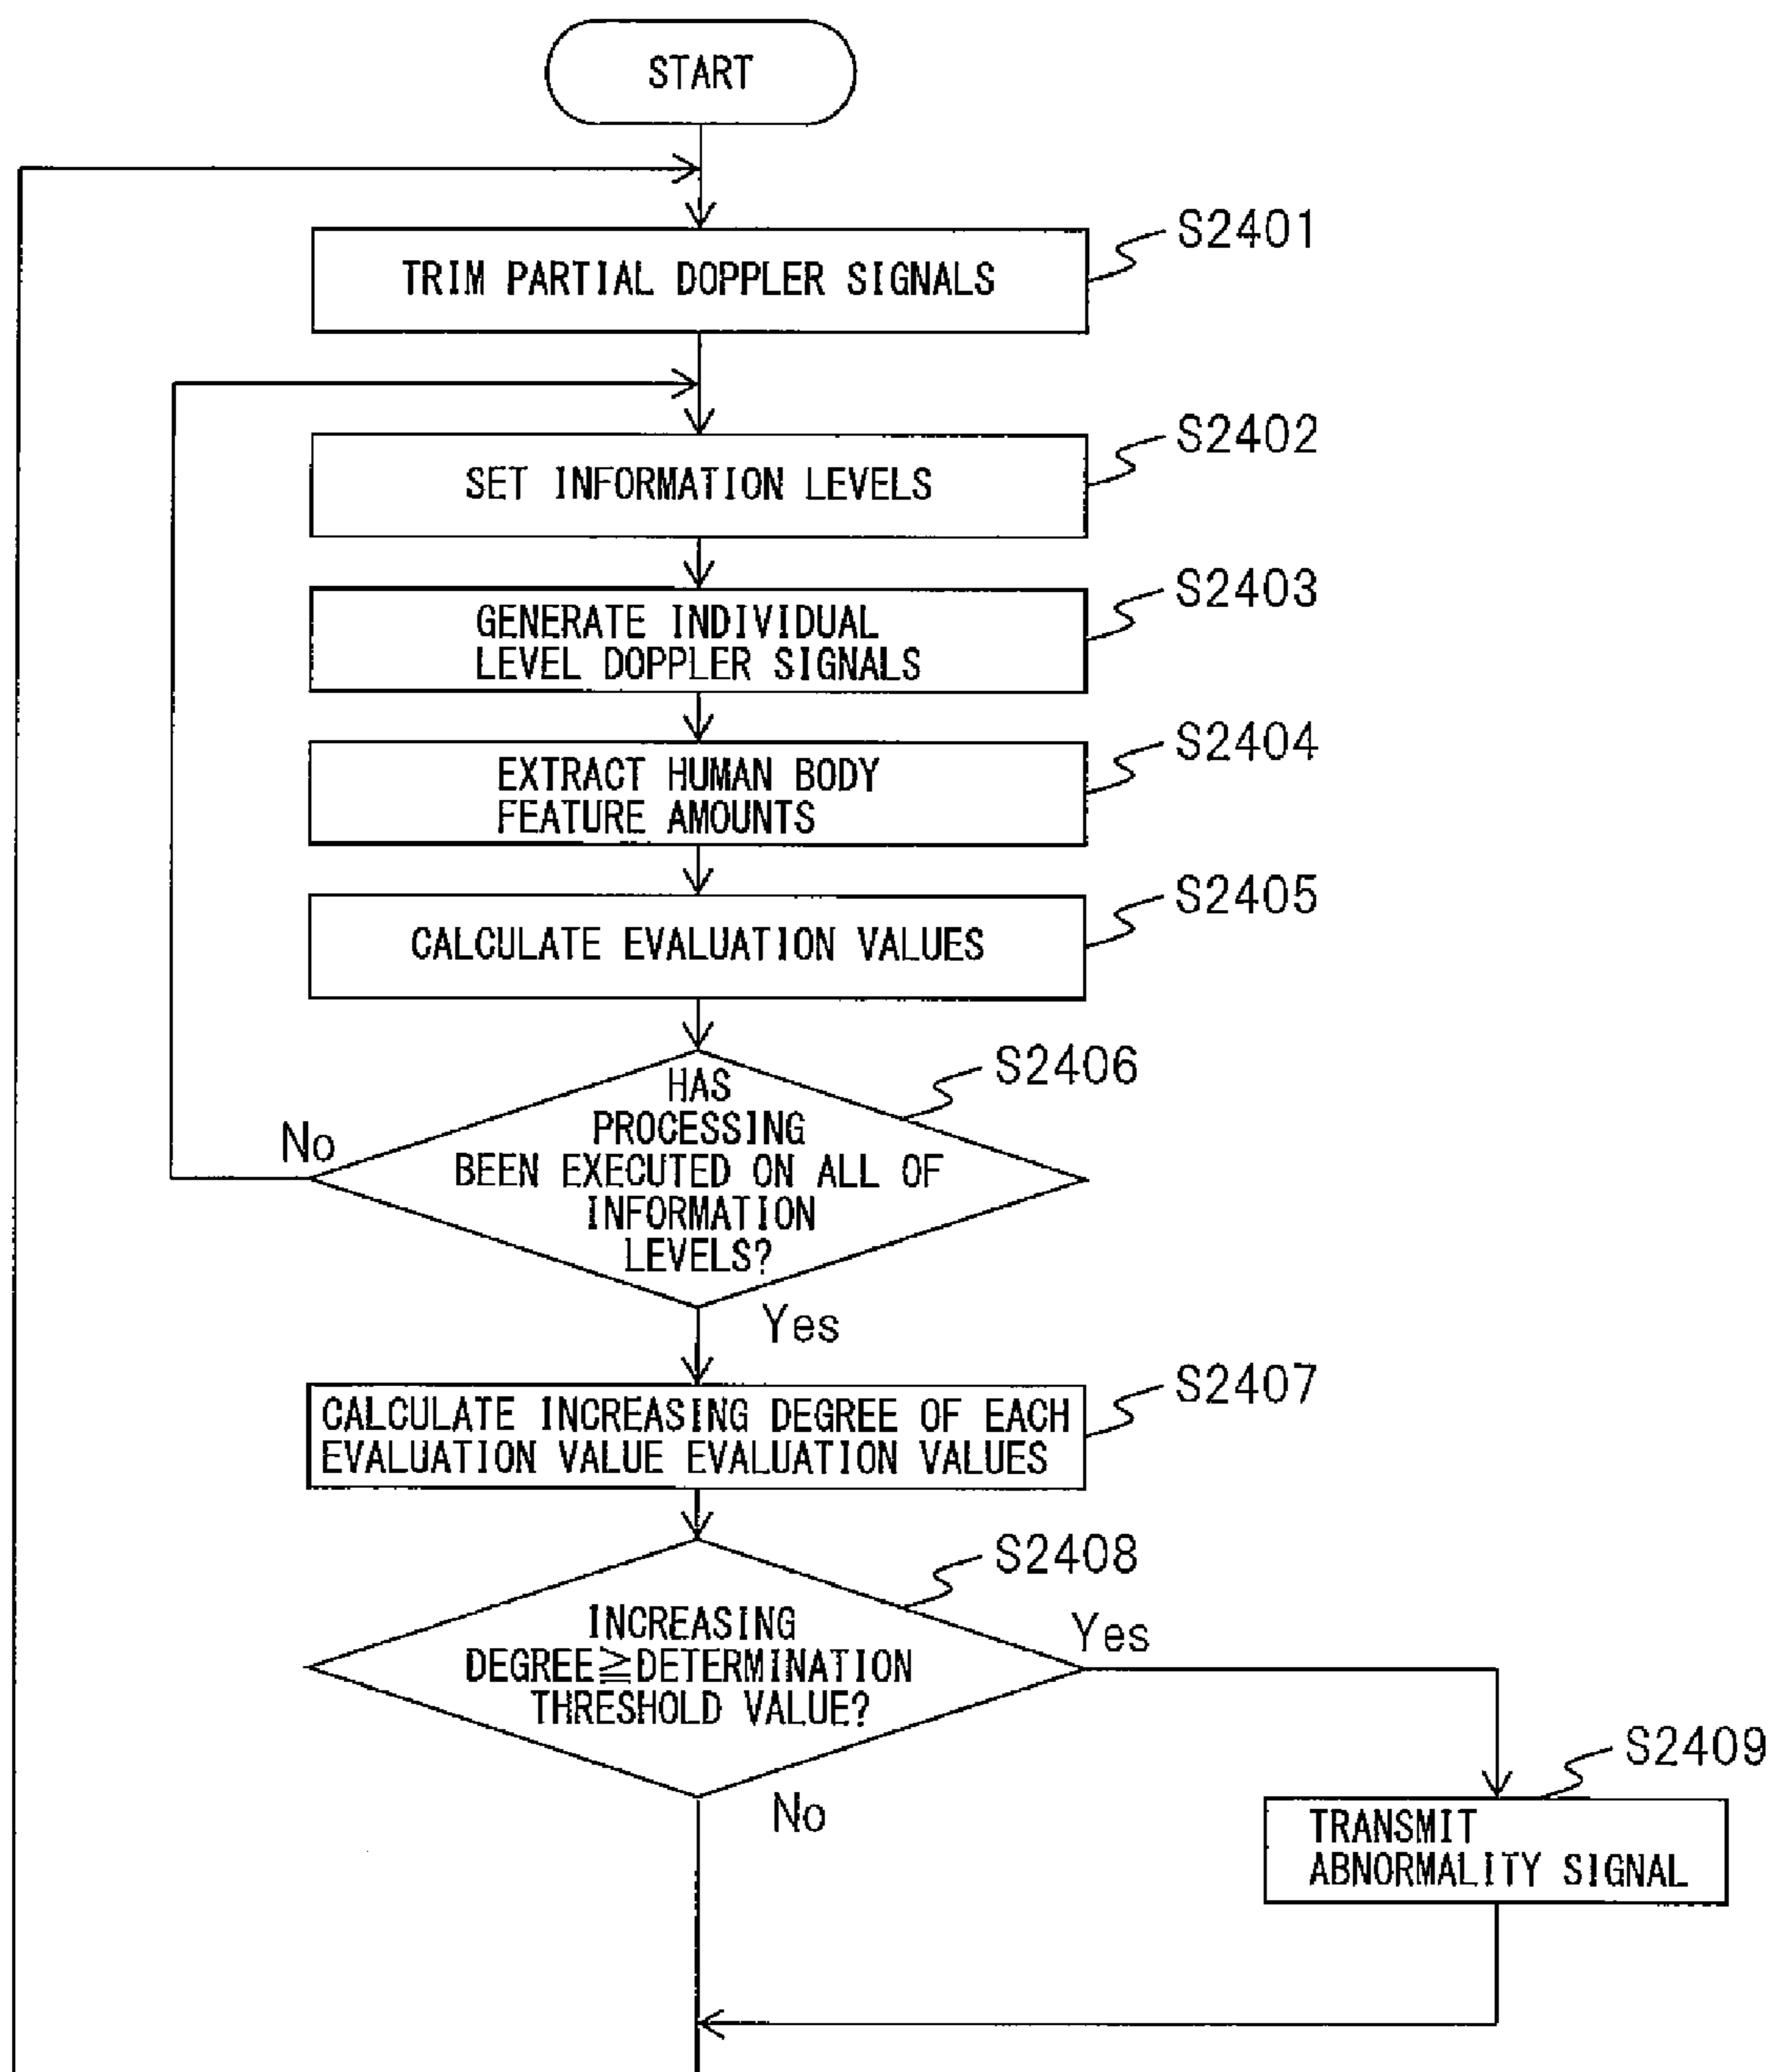 START
S2401
TRIM PARTIAL DOPPLER SIGNALS
S2402
SET INFORMATION LEVELS
S2403
GENERATE INDIVIDUAL
LEVEL DOPPLER SIGNALS
S2404
EXTRACT HUMAN BODY
FEATURE AMOUNTS
S2405
CALCULATE EVALUATION VALUES
S2406
HAS
PROCESSING
BEEN EXECUTED ON ALL OF
INFORMATION
LEVELS?
No
Yes
S2407
CALCULATE INCREASING DEGREE OF EACH
EVALUATION VALUE EVALUATION VALUES
S2408
INCREASING
DEGREE≧DETERMINATION
THRESHOLD VALUE?
Yes
No
S2409
TRANSMIT
ABNORMALITY SIGNAL